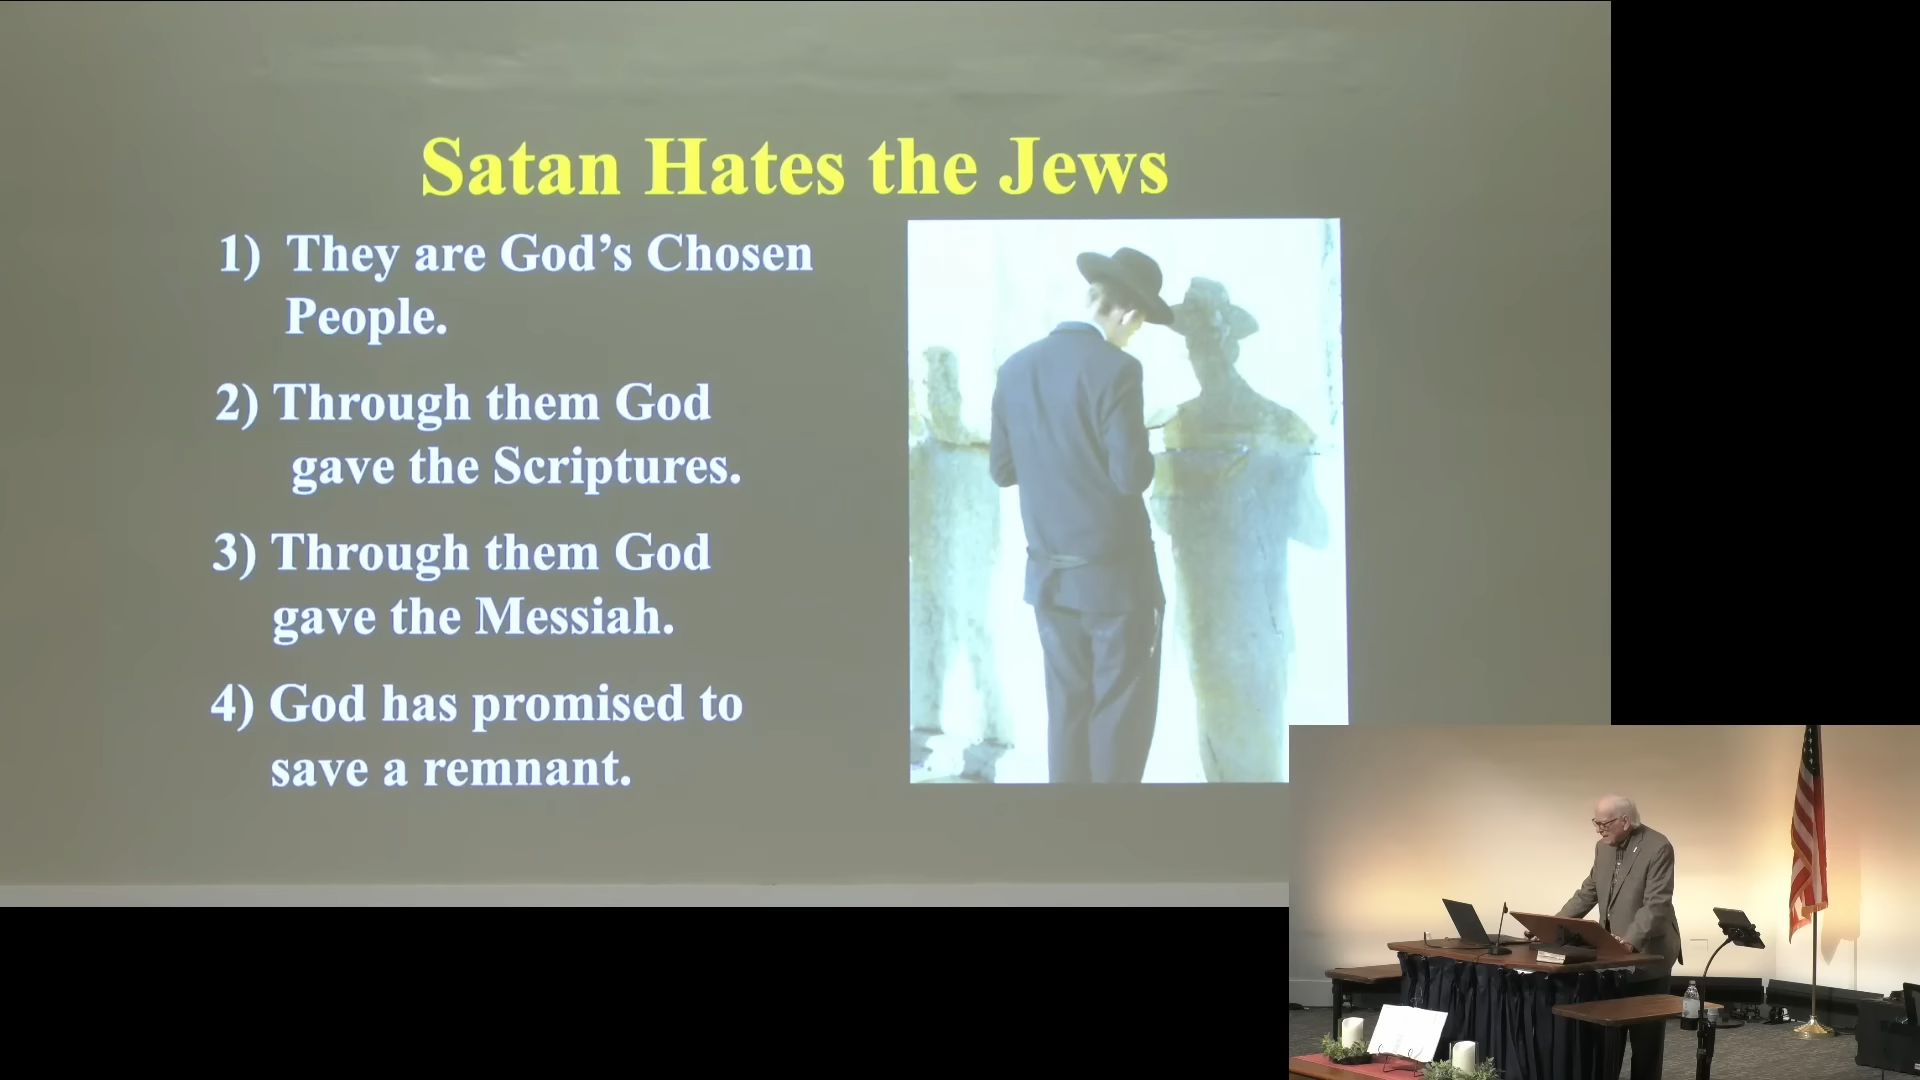 Satan Hates the Jews
1) They are God’s Chosen
People.
2) Through them God
gave the Scriptures.
3) Through them God
gave the Messiah.
4) God has promised to
save a remnant.